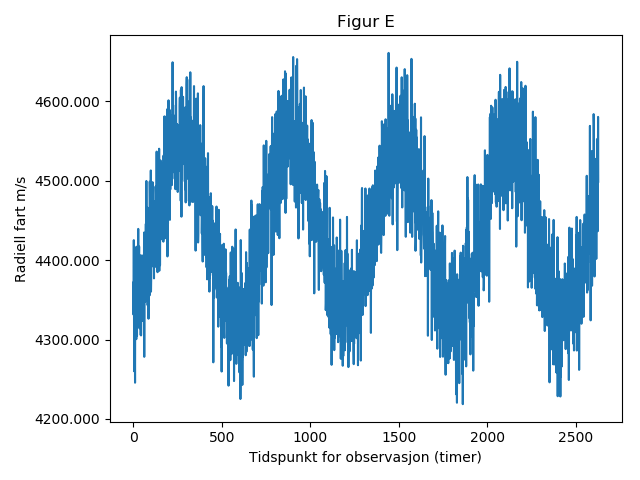 Figur E
Radiell fart m/s
4600.000
4500.000
4400.000
4300.000
4200.000
0 500 1000 1500 2000 2500
Tidspunkt for observasjon (timer)